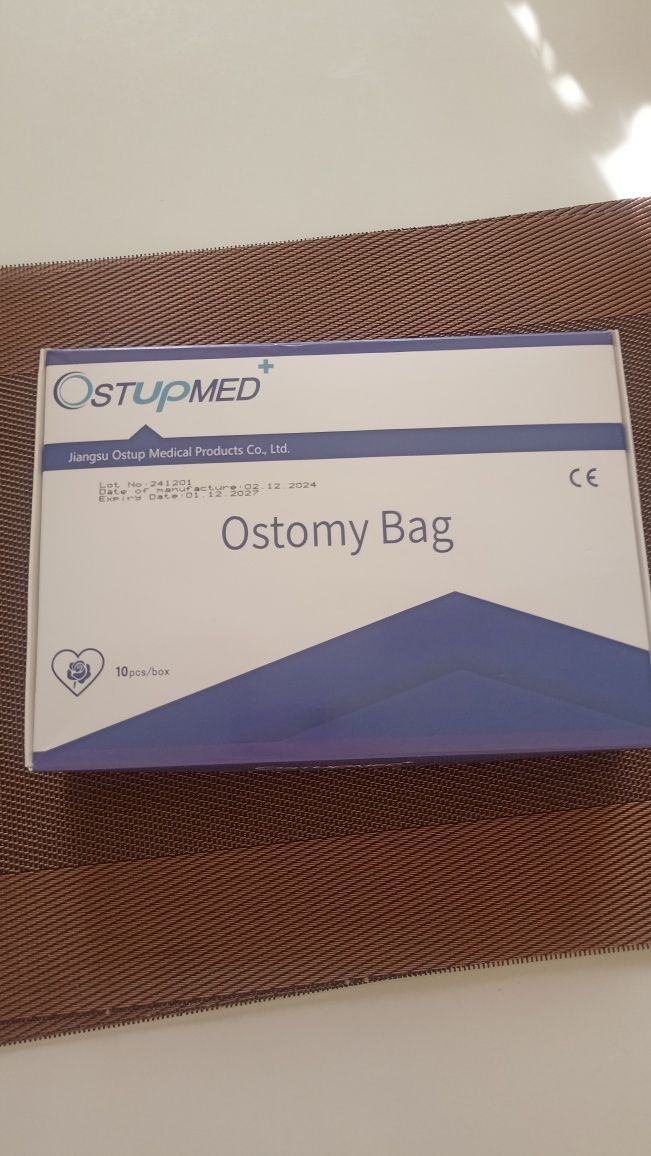 OSTUPMED+
Jiangsu Ostup Medical Products Co., Ltd.
Lot No:241201
Date of manufacture:02.12.2024
Expiry Date:01.12.2027
CE
Ostomy Bag
10pcs/box